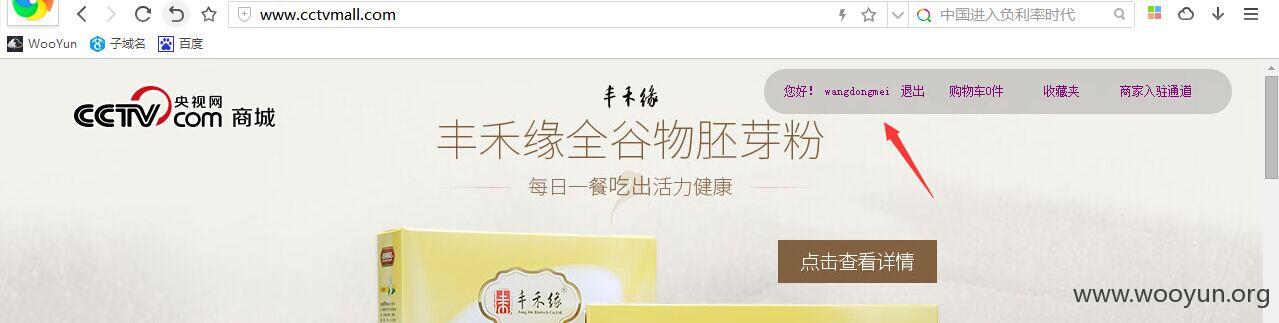 www.cctvmall.com
中国进入负利率时代
WooYun 子域名 百度
CCTV.com 央视网 商城
您好! wangdongmei 退出 购物车0件 收藏夹 商家入驻通道
丰禾缘
丰禾缘全谷物胚芽粉
每日一餐吃出活力健康
点击查看详情
丰禾缘
www.wooyun.org